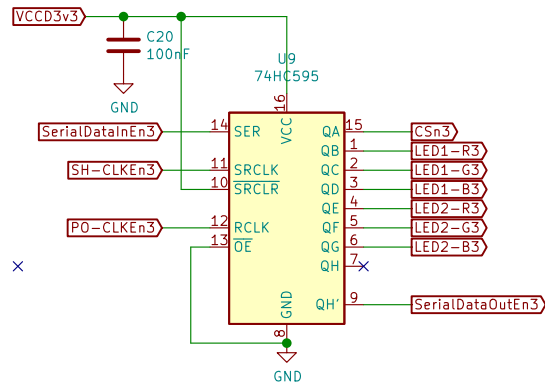 VCCD3v3
C20
100nF
GND
U9
74HC595
16
VCC
SerialDataInEn3 14 SER QA 15 CSn3
QB 1 LED1-R3
SH-CLKEn3 11 SRCLK QC 2 LED1-G3
10 SRCLR QD 3 LED1-B3
QE 4 LED2-R3
PO-CLKEn3 12 RCLK QF 5 LED2-G3
13 OE QG 6 LED2-B3
QH 7
QH' 9 SerialDataOutEn3
GND
8
GND